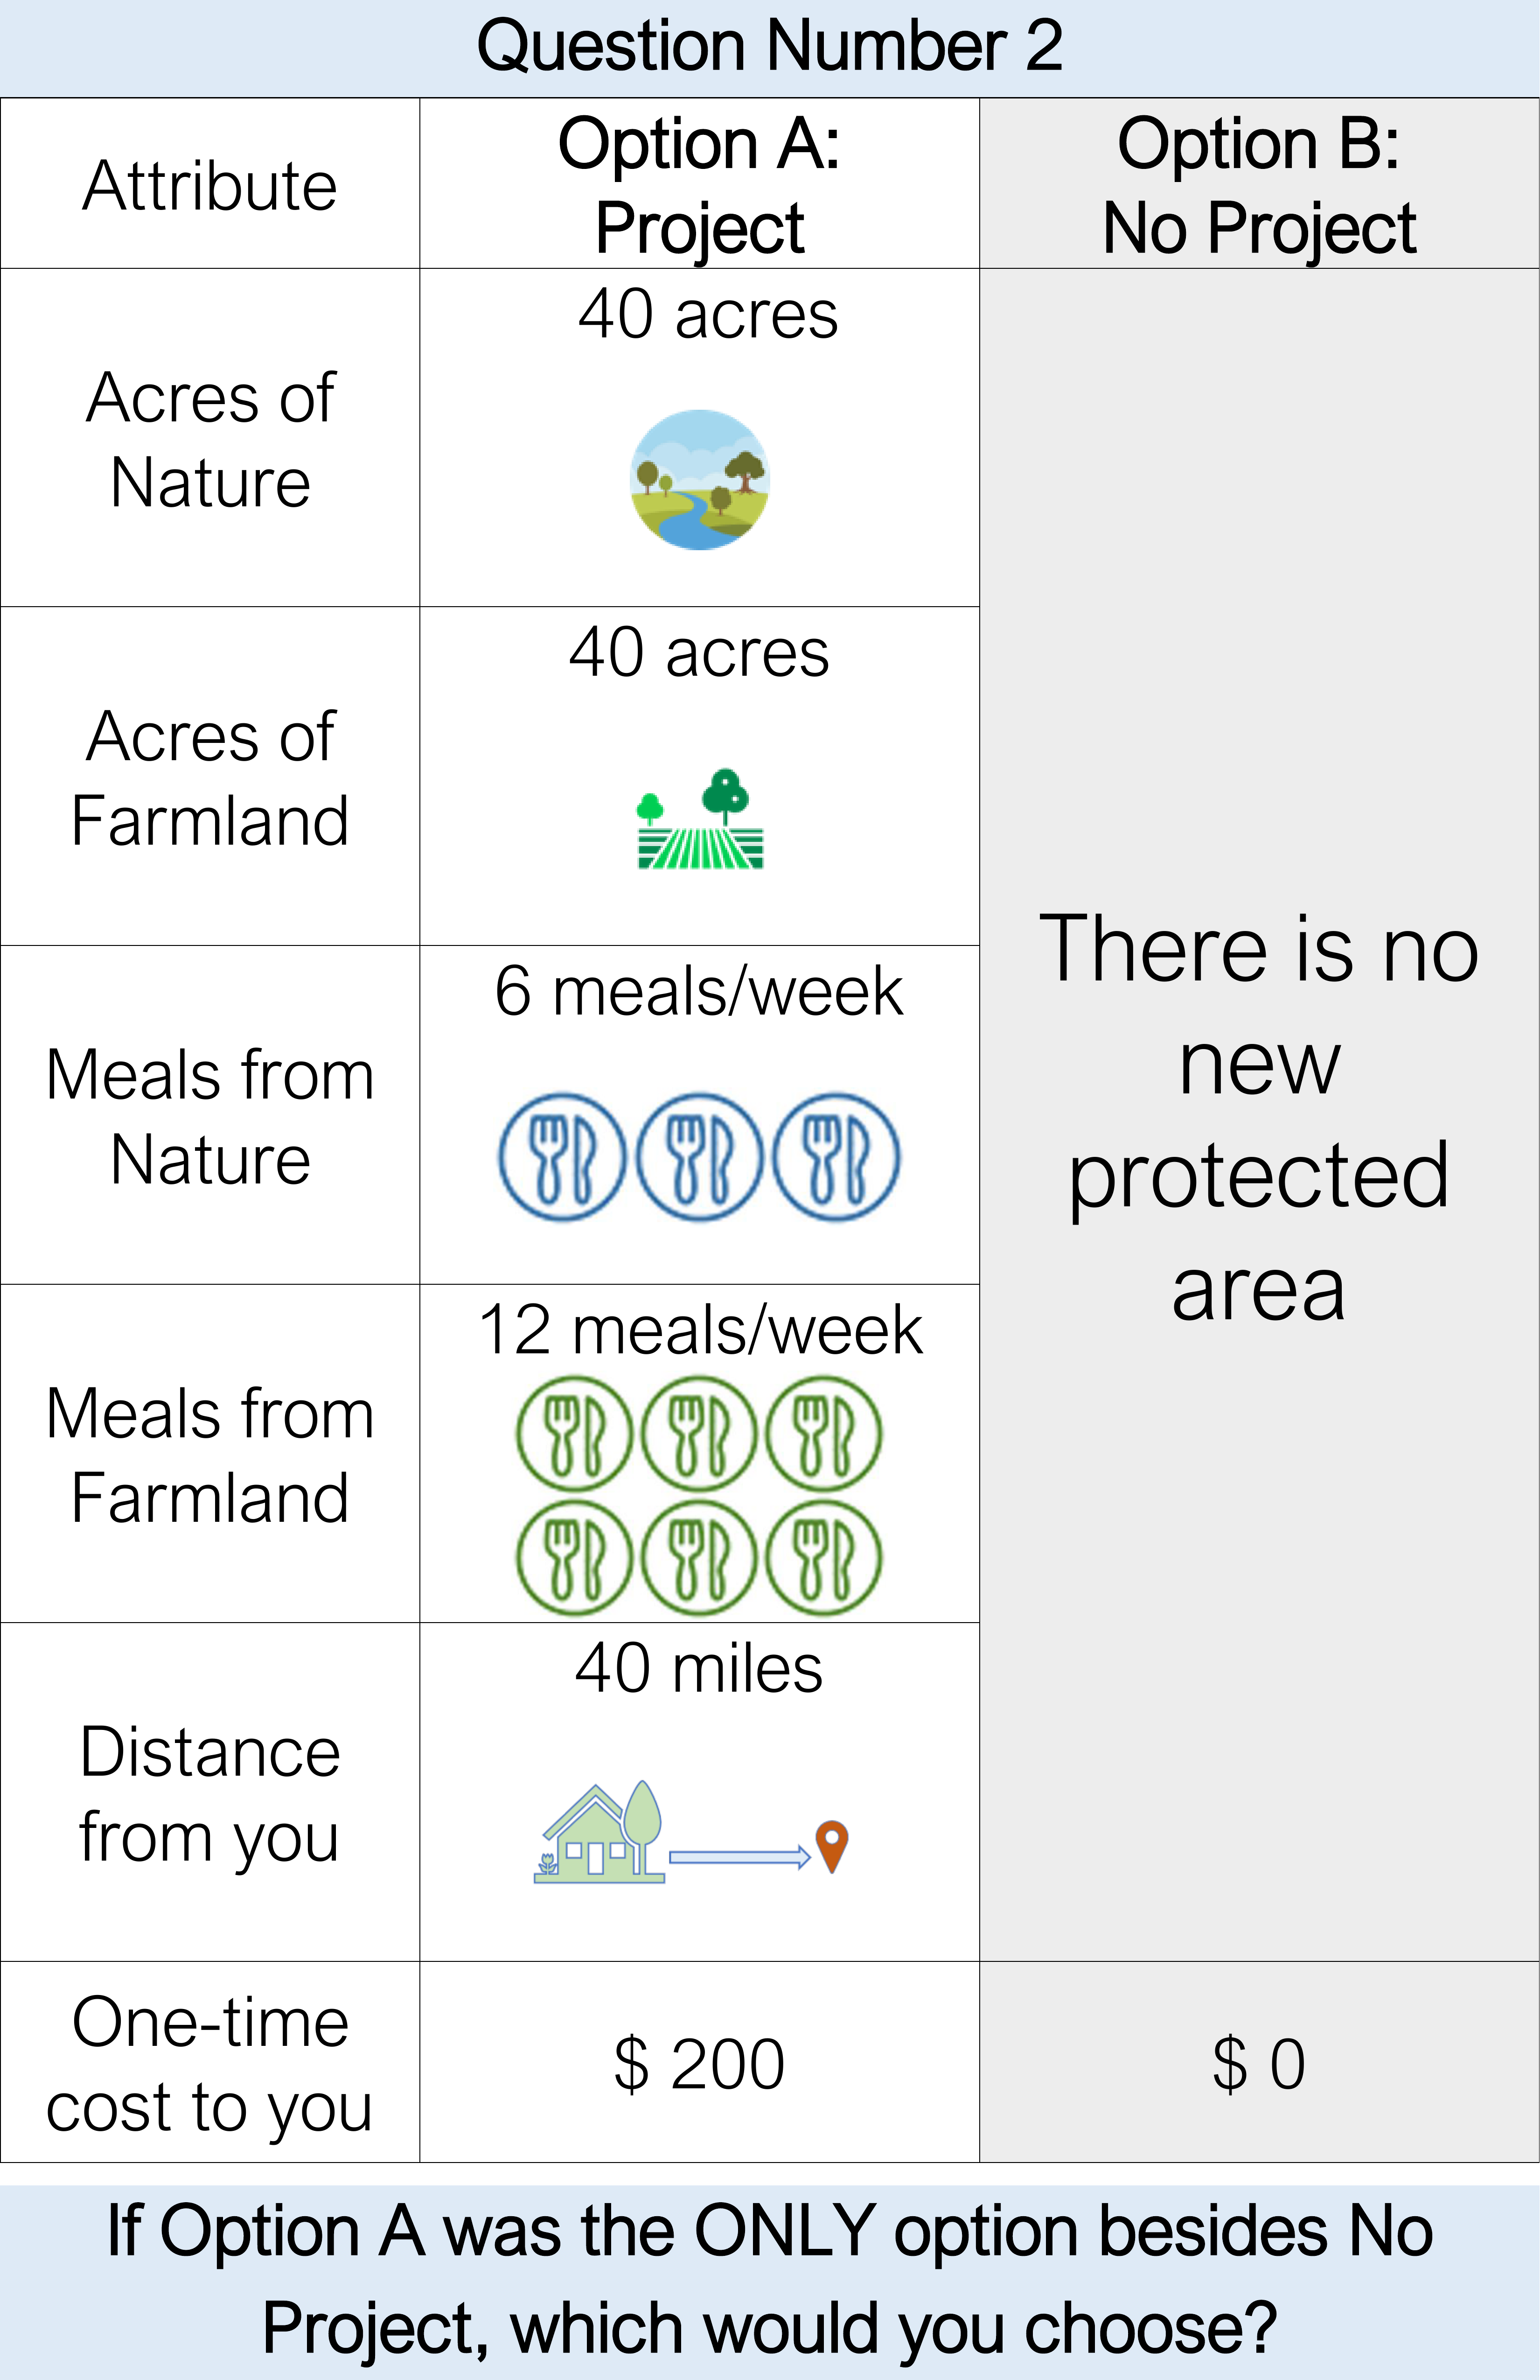 Question Number 2
Attribute
Option A:
Project
Option B:
No Project
Acres of
Nature
40 acres
Acres of
Farmland
40 acres
Meals from
Nature
6 meals/week
Meals from
Farmland
12 meals/week
Distance
from you
40 miles
There is no
new
protected
area
One-time
cost to you
$ 200
$ 0
If Option A was the ONLY option besides No
Project, which would you choose?